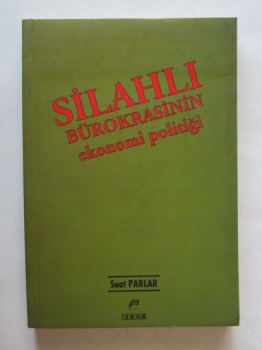 SİLAHLI
BÜROKRASİNİN
ekonomi politiği
Suat PARLAR